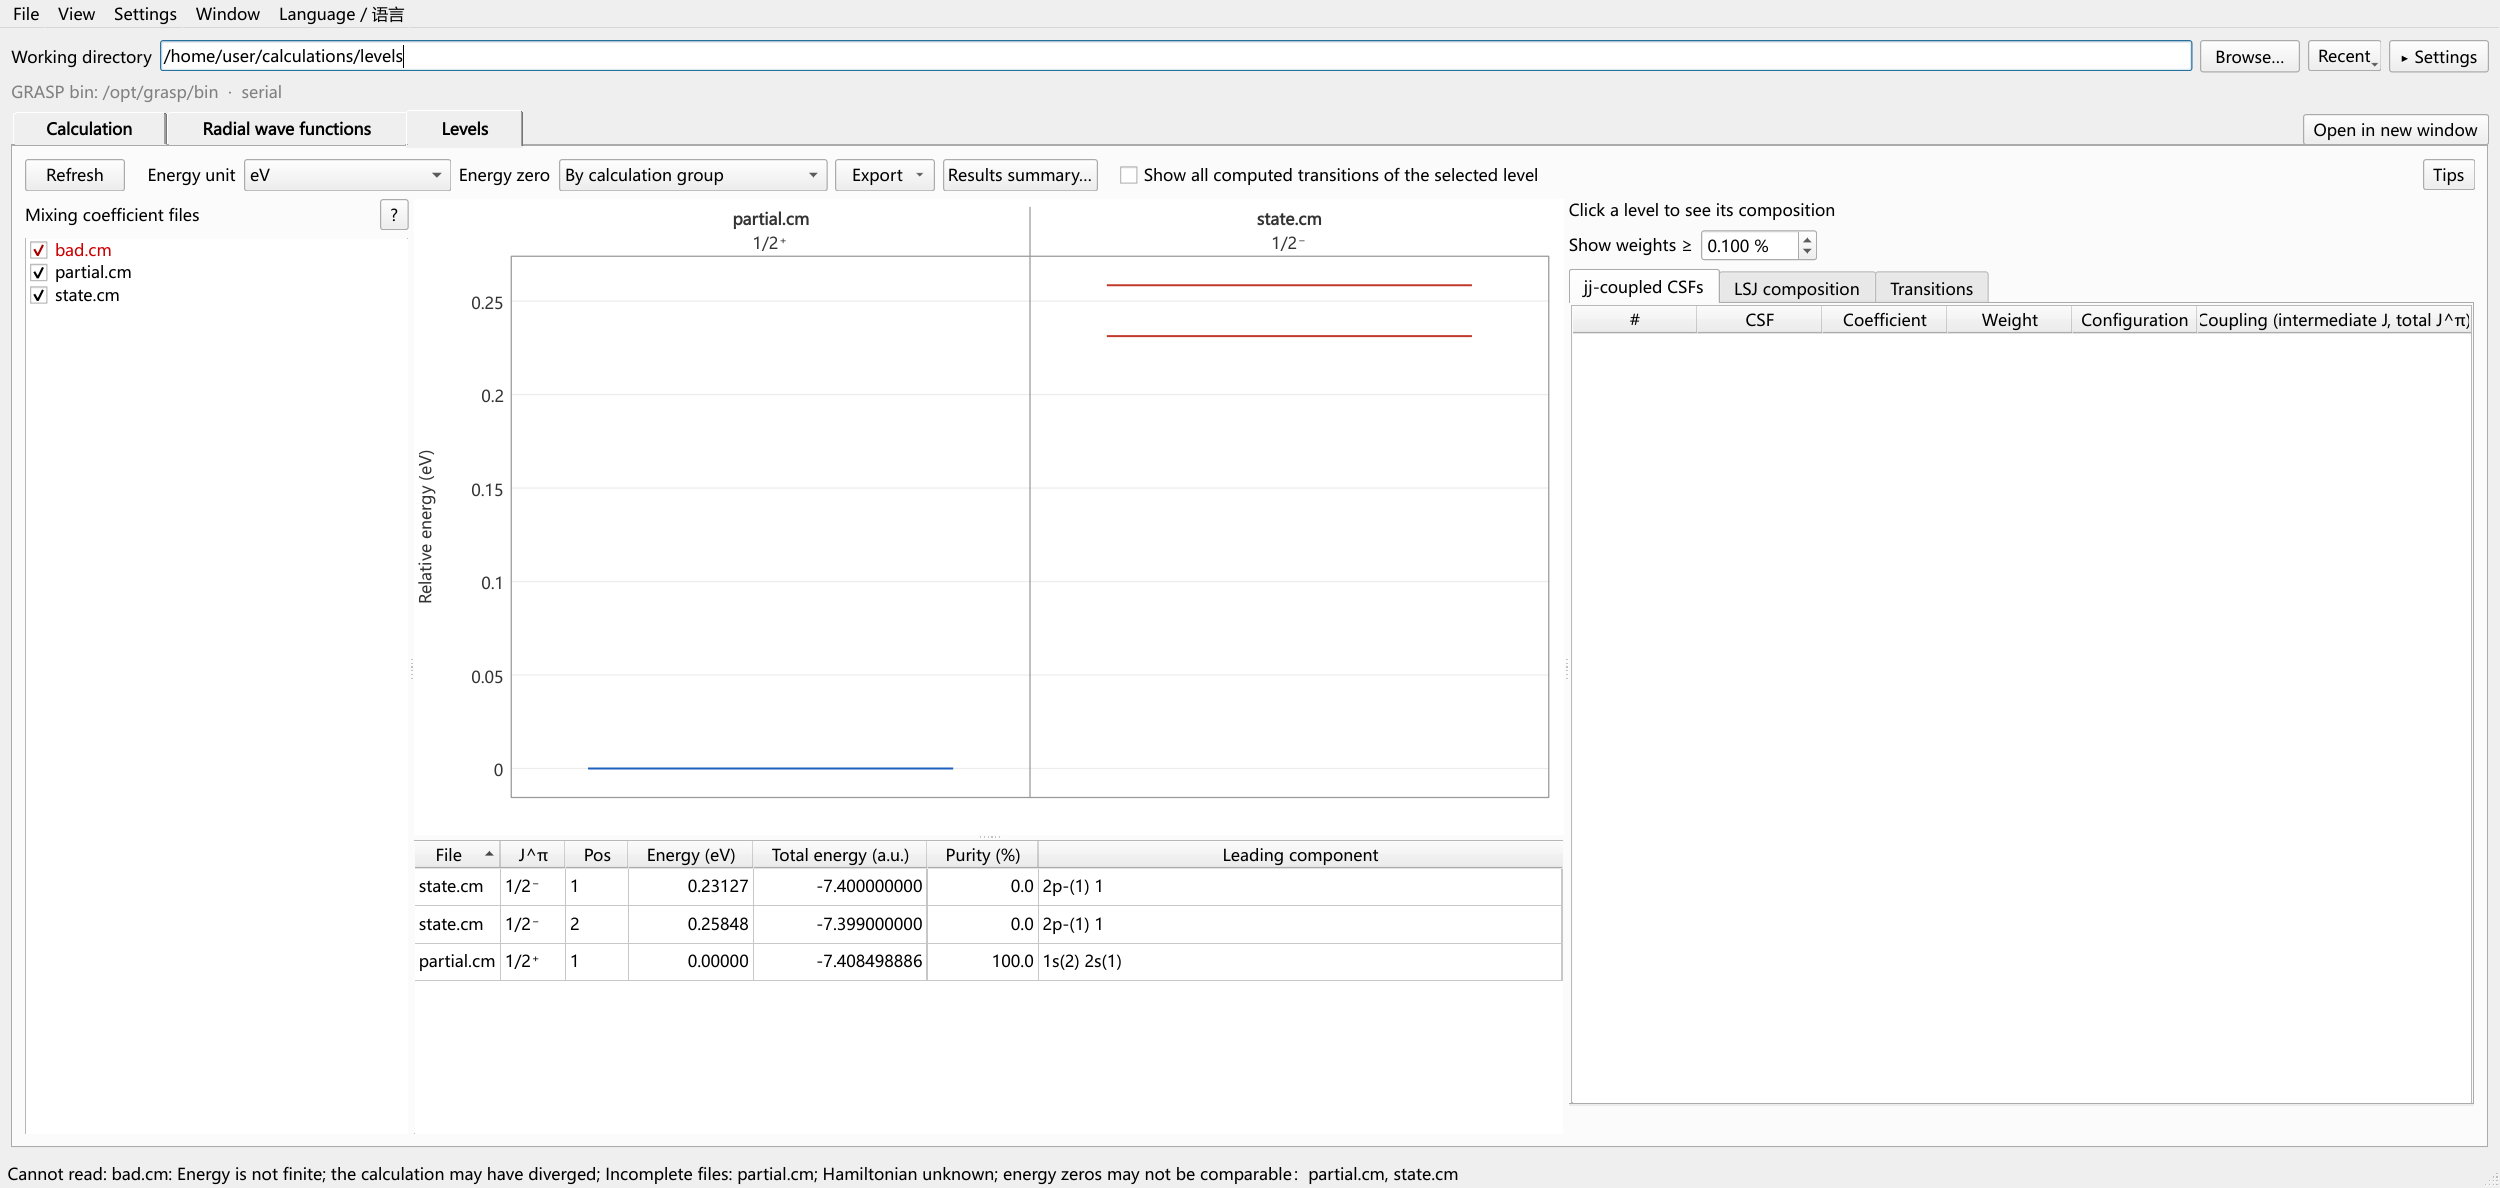 File View Settings Window Language / 语言
Working directory /home/user/calculations/levels Browse... Recent ▸ Settings
GRASP bin: /opt/grasp/bin · serial
Calculation Radial wave functions Levels Open in new window
Refresh Energy unit eV Energy zero By calculation group Export Results summary... Show all computed transitions of the selected level Tips
Mixing coefficient files ?
bad.cm
partial.cm
state.cm
partial.cm state.cm
1/2⁺ 1/2⁻
0.25
0.2
0.15
0.1
0.05
0
Relative energy (eV)
File J^π Pos Energy (eV) Total energy (a.u.) Purity (%) Leading component
state.cm 1/2⁻ 1 0.23127 -7.400000000 0.0 2p-(1) 1
state.cm 1/2⁻ 2 0.25848 -7.399000000 0.0 2p-(1) 1
partial.cm 1/2⁺ 1 0.00000 -7.408498886 100.0 1s(2) 2s(1)
Click a level to see its composition
Show weights ≥ 0.100 %
jj-coupled CSFs LSJ composition Transitions
# CSF Coefficient Weight Configuration Coupling (intermediate J, total J^π)
Cannot read: bad.cm: Energy is not finite; the calculation may have diverged; Incomplete files: partial.cm; Hamiltonian unknown; energy zeros may not be comparable：partial.cm, state.cm